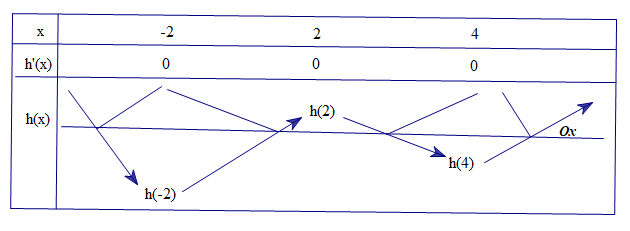 x -2 2 4
h'(x) 0 0 0
h(2)
h(x) Ox
h(4)
h(-2)